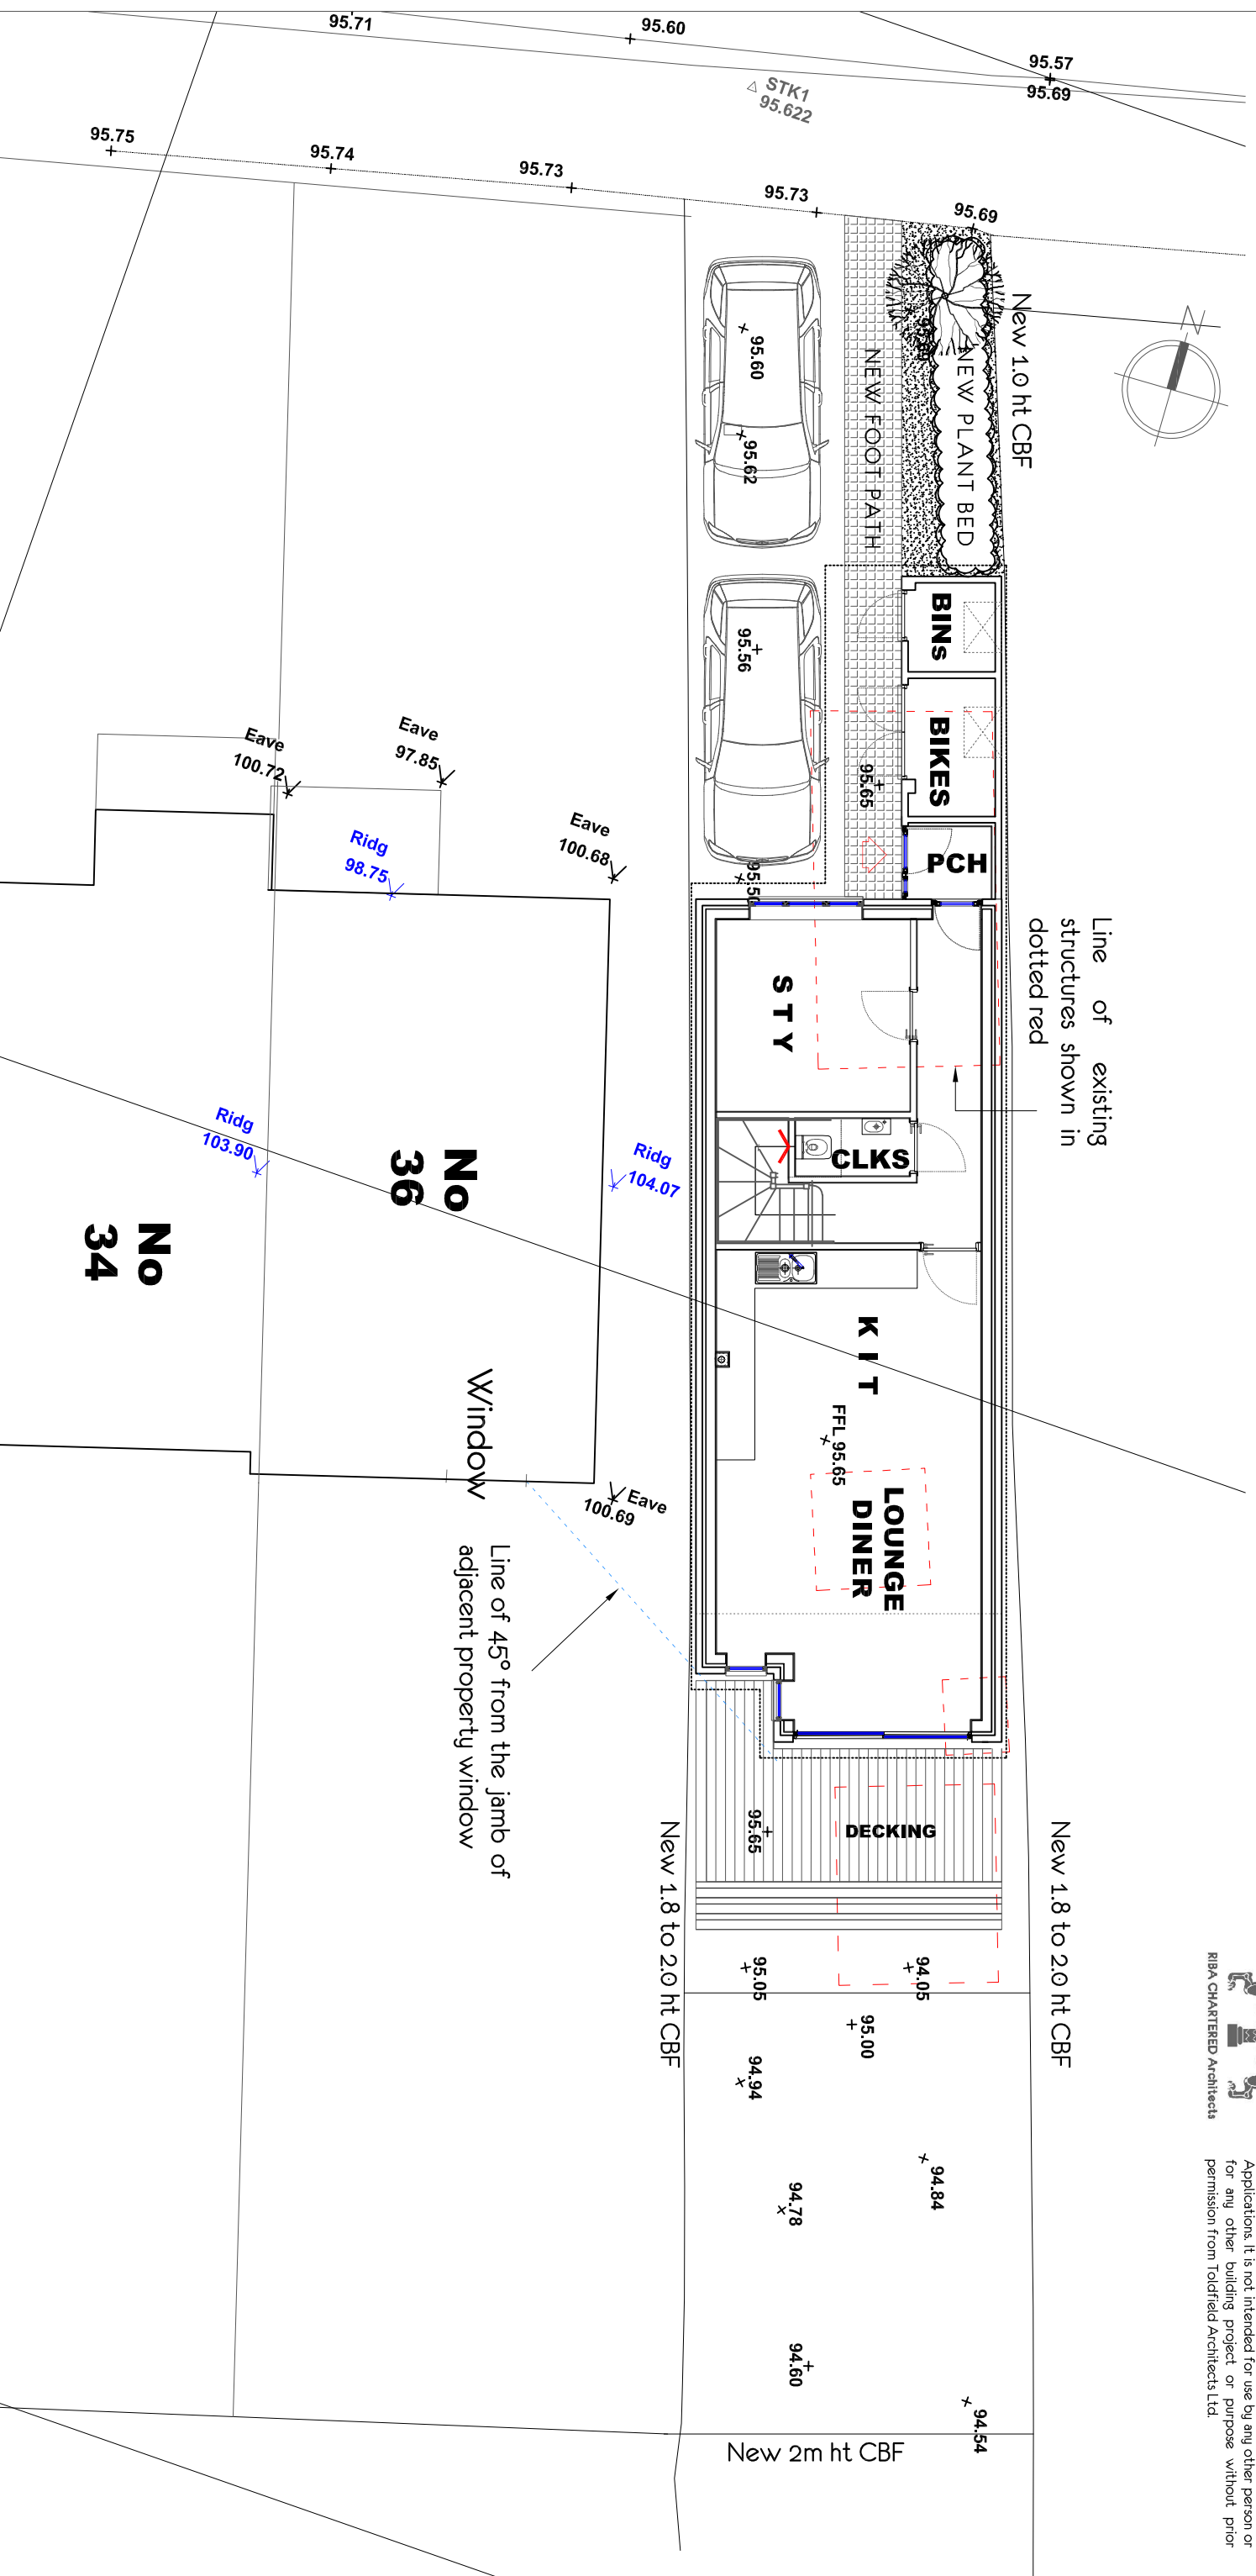 95.71
95.60
95.57
95.69
STK1
95.622
95.75
95.74
95.73
95.73
95.69
N
New 1.0 ht CBF
95.60
95.62
NEW FOOT PATH
NEW PLANT BED
BINs
BIKES
95.56
95.65
PCH
Eave
100.72
Eave
97.85
Ridg
98.75
Eave
100.68
Line of existing
structures shown in
dotted red
STY
CLKS
Ridg
103.90
No
36
Ridg
104.07
No
34
KIT
FFL 95.65
LOUNGE
DINER
Window
Eave
100.69
Line of 45° from the jamb of
adjacent property window
95.65
DECKING
New 1.8 to 2.0 ht CBF
New 1.8 to 2.0 ht CBF
95.05
94.05
95.00
94.94
94.84
94.78
94.60
94.54
New 2m ht CBF
RIBA CHARTERED Architects
Applications. It is not intended for use by any other person or
for any other building project or purpose without prior
permission from Toldfield Architects Ltd.